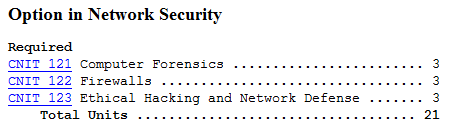 Option in Network Security
Required
CNIT 121 Computer Forensics ........................ 3
CNIT 122 Firewalls ................................. 3
CNIT 123 Ethical Hacking and Network Defense ....... 3
Total Units ................................... 21